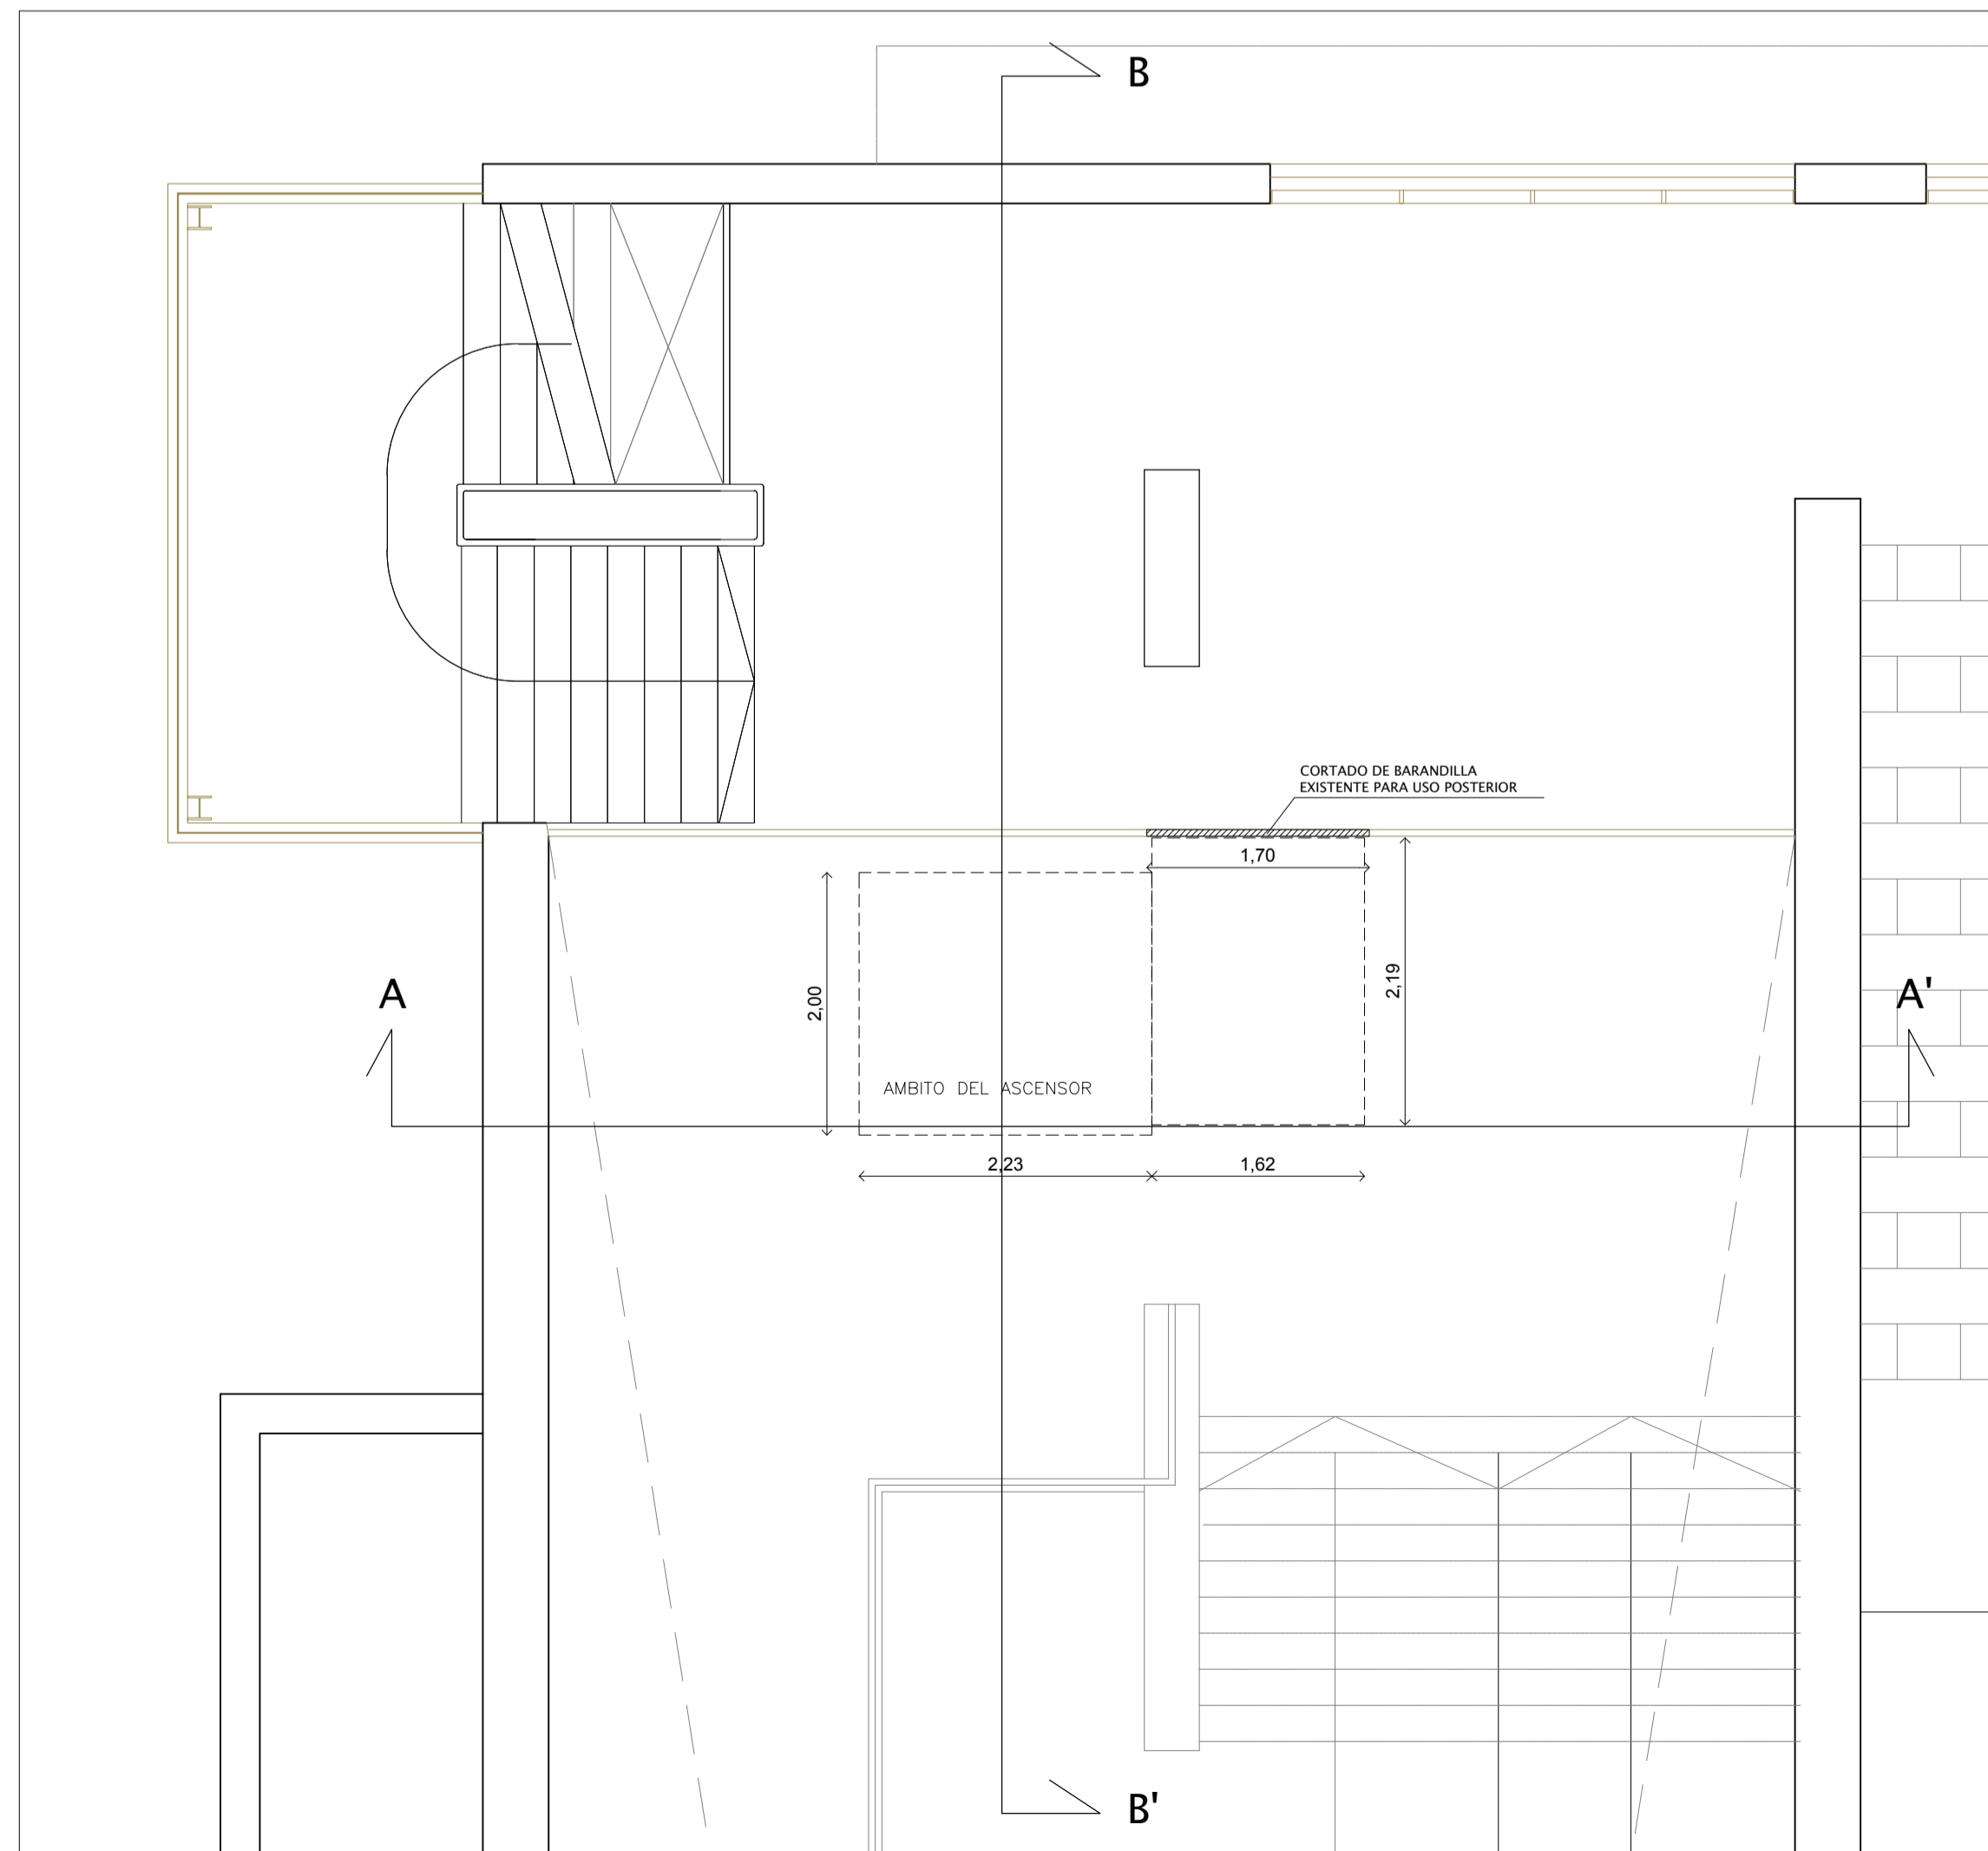 B
CORTADO DE BARANDILLA
EXISTENTE PARA USO POSTERIOR
1,70
2,19
2,00
A
A'
AMBITO DEL ASCENSOR
2,23
1,62
B'